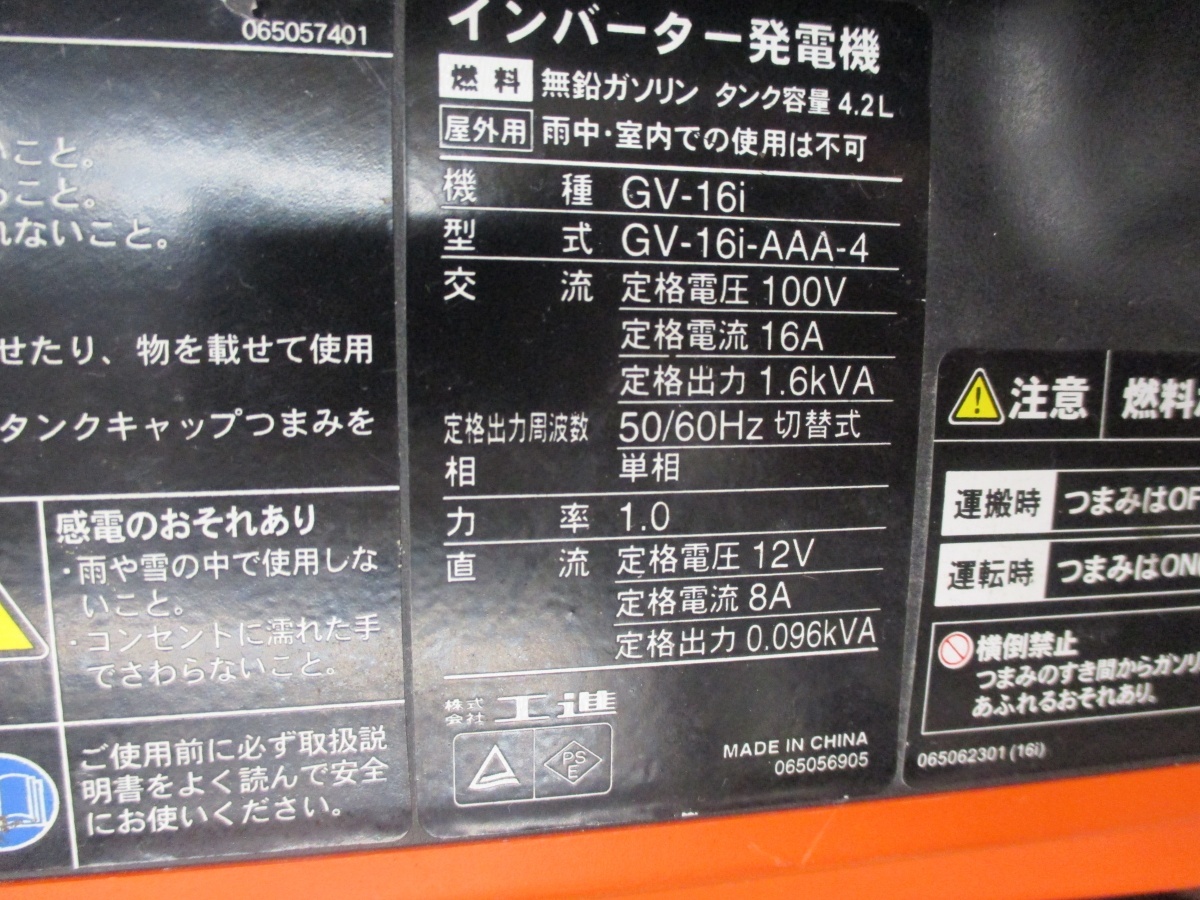 065057401
いこと。
ること。
れないこと。
せたり、物を載せて使用
タンクキャップつまみを
感電のおそれあり
・雨や雪の中で使用しな
いこと。
・コンセントに濡れた手
でさわらないこと。
ご使用前に必ず取扱説
明書をよく読んで安全
にお使いください。
インバーター発電機
燃料 無鉛ガソリン タンク容量 4.2L
屋外用 雨中・室内での使用は不可
機種 GV-16i
型式 GV-16i-AAA-4
交流 定格電圧 100V
定格電流 16A
定格出力 1.6kVA
定格出力周波数 50/60Hz 切替式
相 単相
力率 1.0
直流 定格電圧 12V
定格電流 8A
定格出力 0.096kVA
株式会社 工進
PSE
MADE IN CHINA
065056905
注意 燃料
運搬時 つまみはOF
運転時 つまみはON
横倒禁止
つまみのすき間からガソリ
あふれるおそれあり。
065062301 (16i)